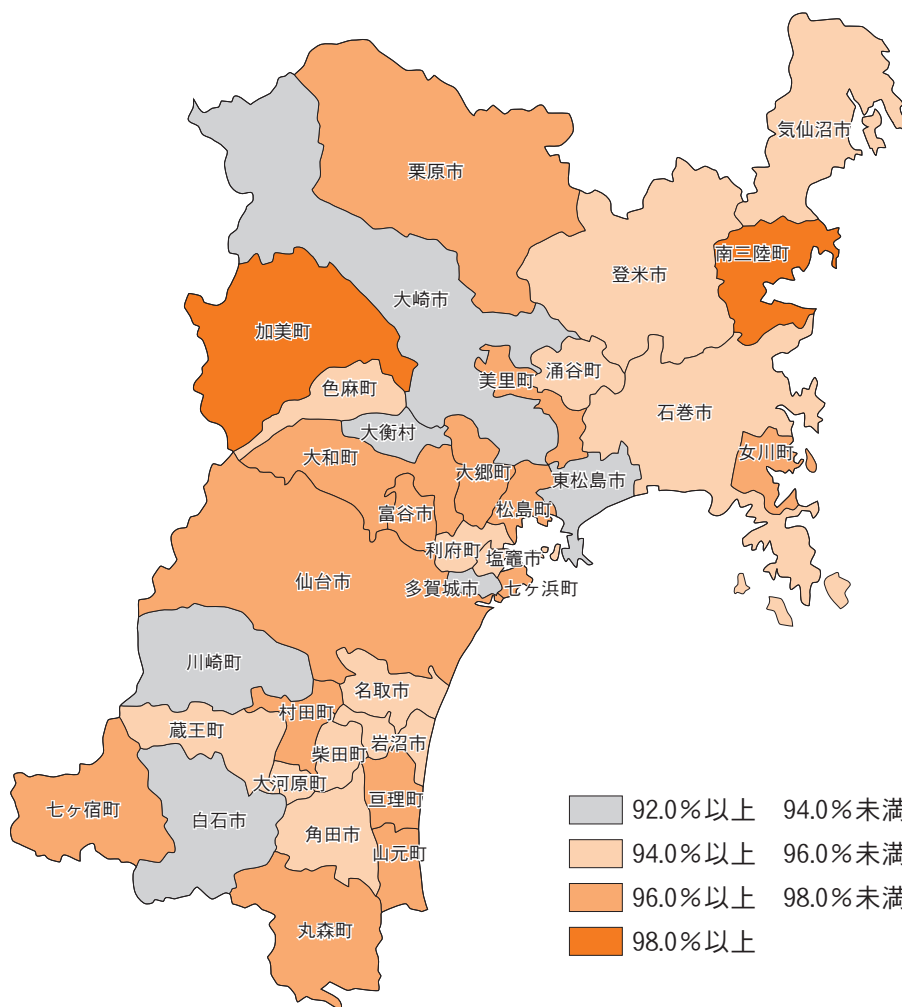 気仙沼市
栗原市
南三陸町
登米市
大崎市
加美町
美里町
涌谷町
色麻町
石巻市
大衡村
女川町
大和町
大郷町
東松島市
富谷市
松島町
利府町
塩竈市
仙台市
多賀城市
七ヶ浜町
川崎町
名取市
村田町
蔵王町
岩沼市
柴田町
大河原町
亘理町
七ヶ宿町
白石市
角田市
山元町
丸森町
92.0%以上 94.0%未満
94.0%以上 96.0%未満
96.0%以上 98.0%未満
98.0%以上